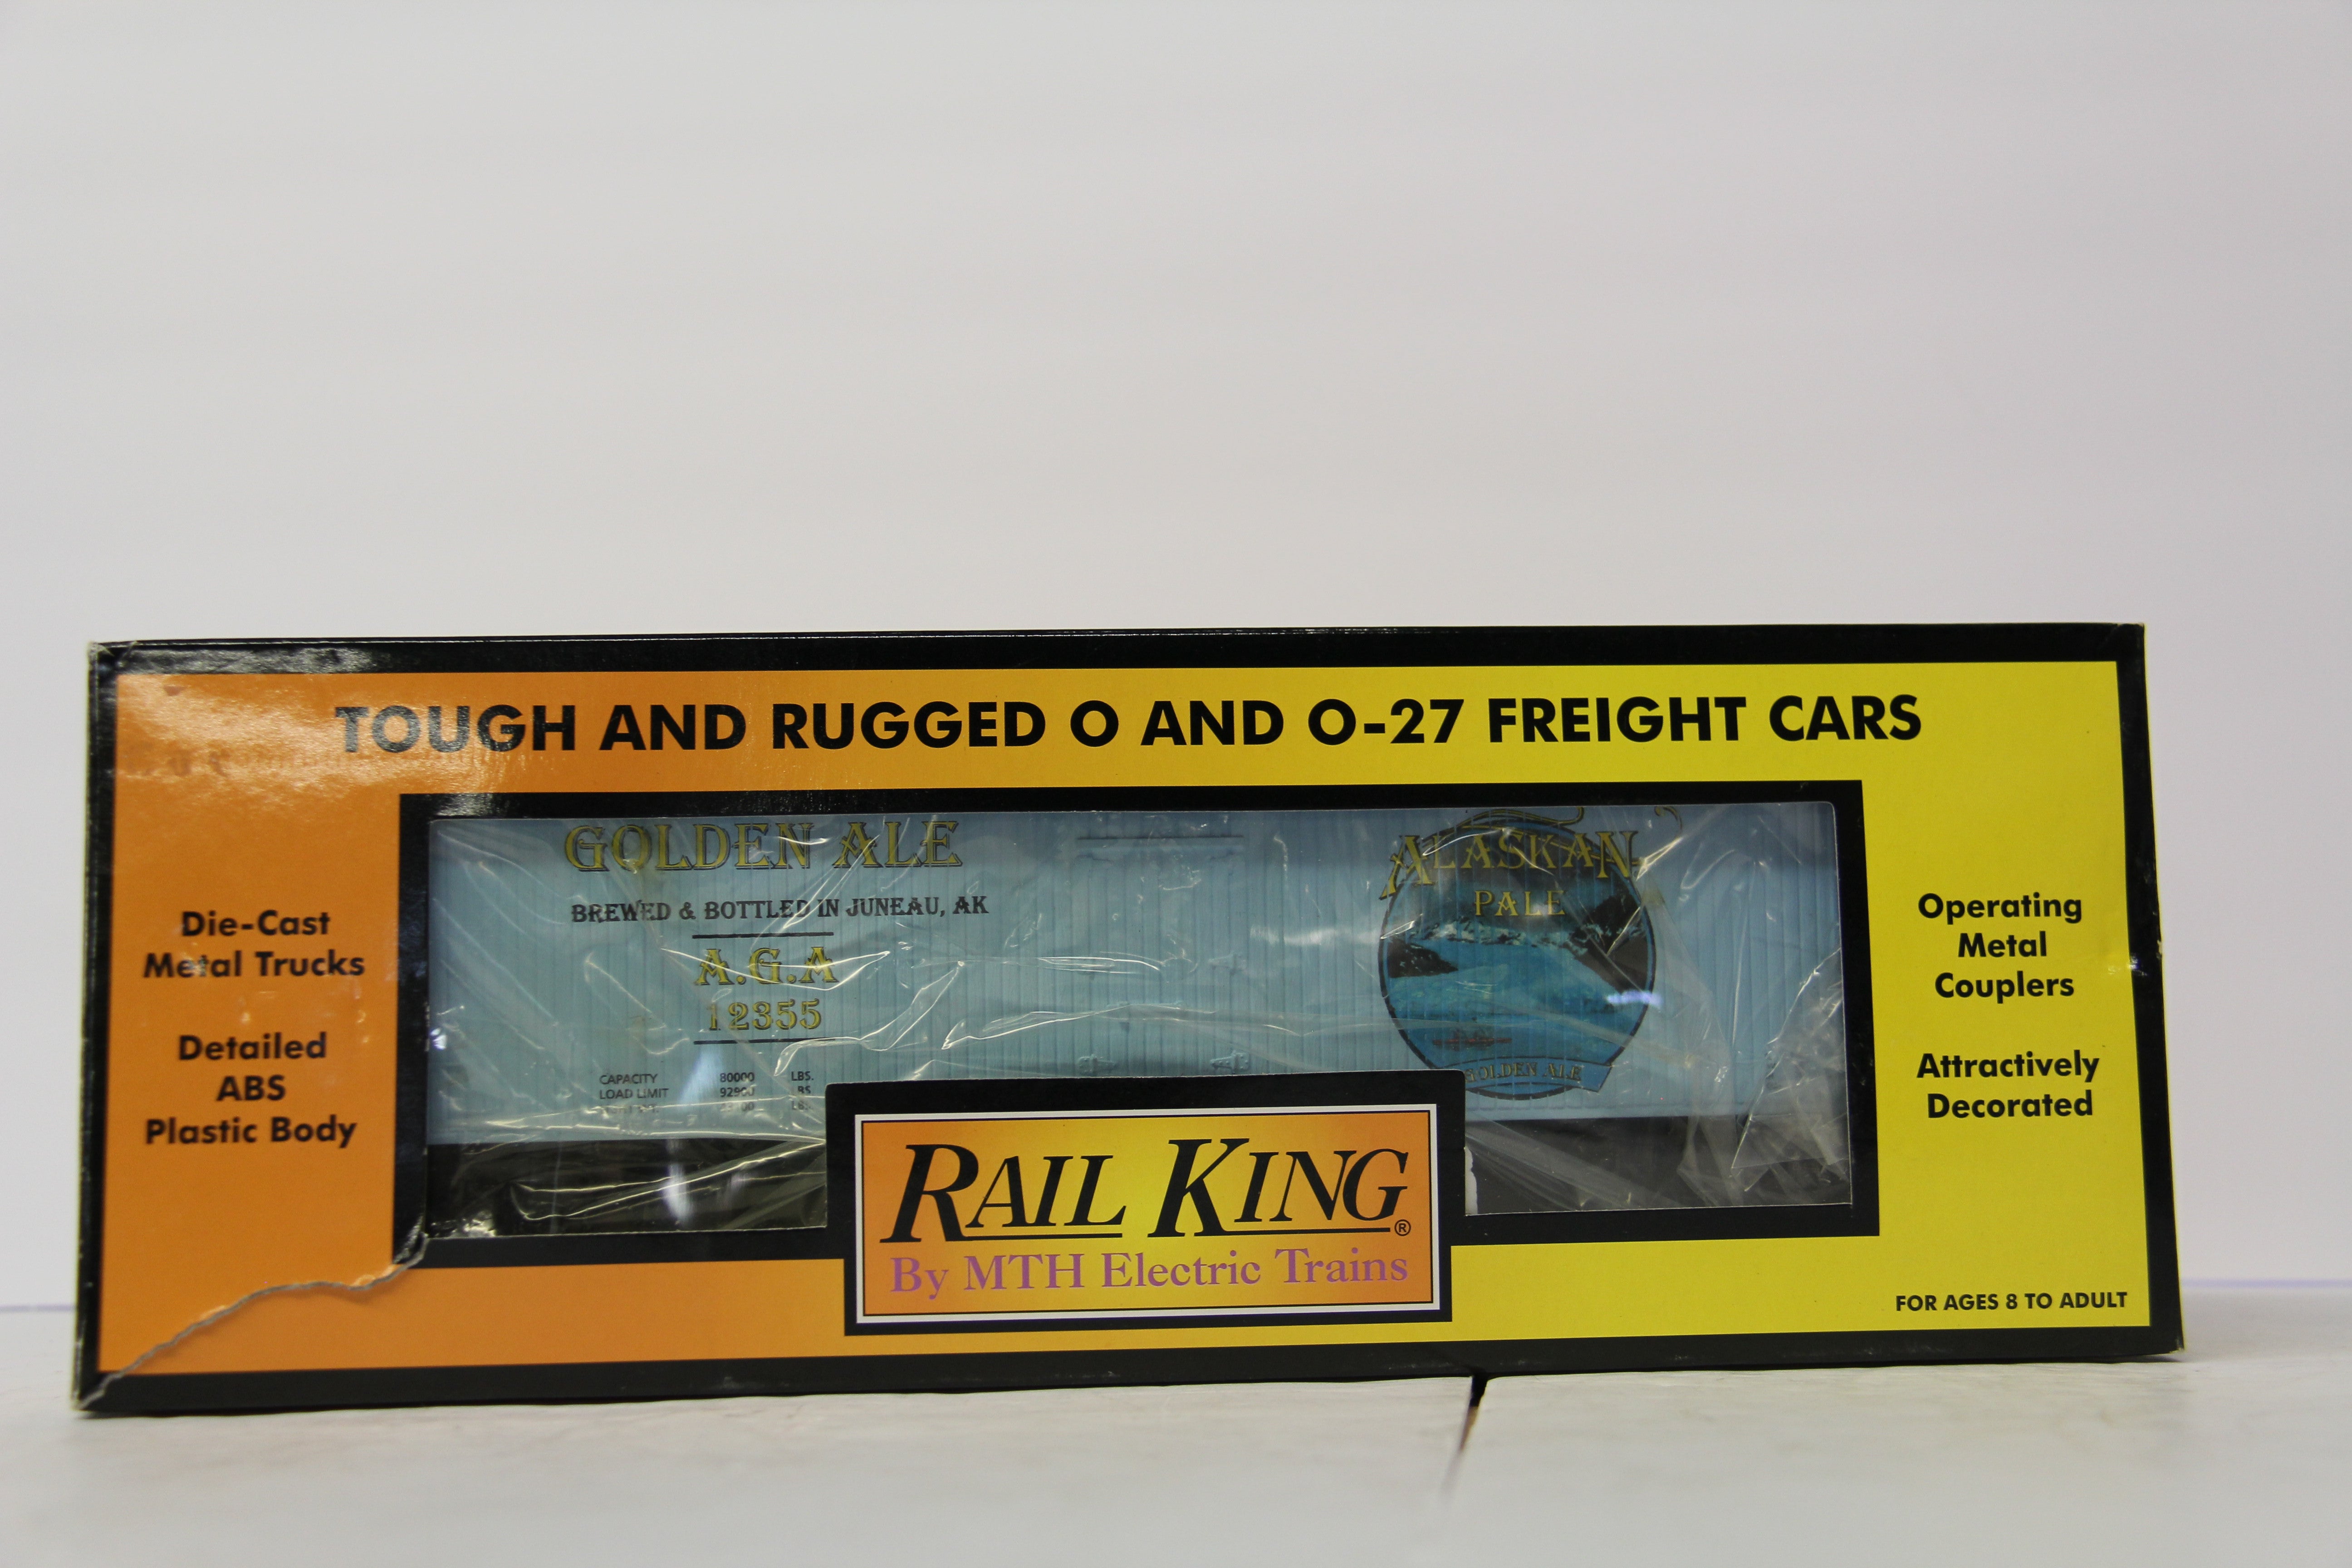 TOUGH AND RUGGED O AND O-27 FREIGHT CARS
Die-Cast
Metal Trucks
Detailed
ABS
Plastic Body
GOLDEN ALE
BREWED & BOTTLED IN JUNEAU, AK
A.G.A
12355
CAPACITY 80000 LBS.
LOAD LIMIT
ALASKAN
PALE
GOLDEN ALE
Operating
Metal
Couplers
Attractively
Decorated
RAIL KING®
By MTH Electric Trains
FOR AGES 8 TO ADULT